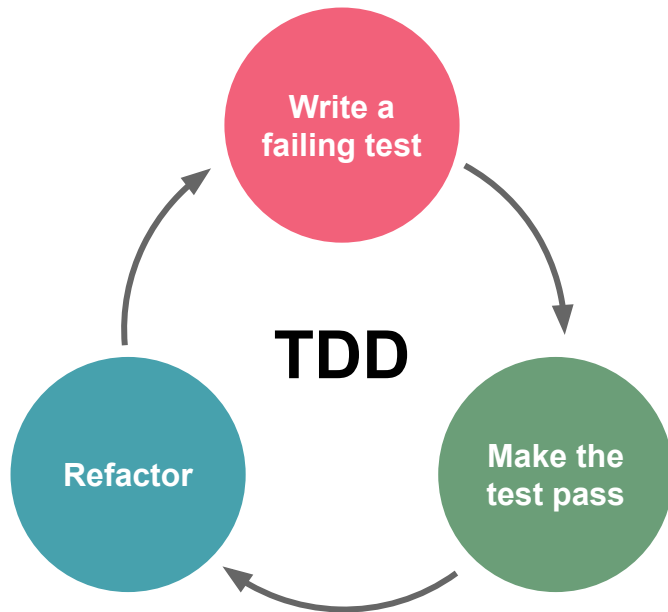 Write a
failing test
TDD
Refactor
Make the
test pass